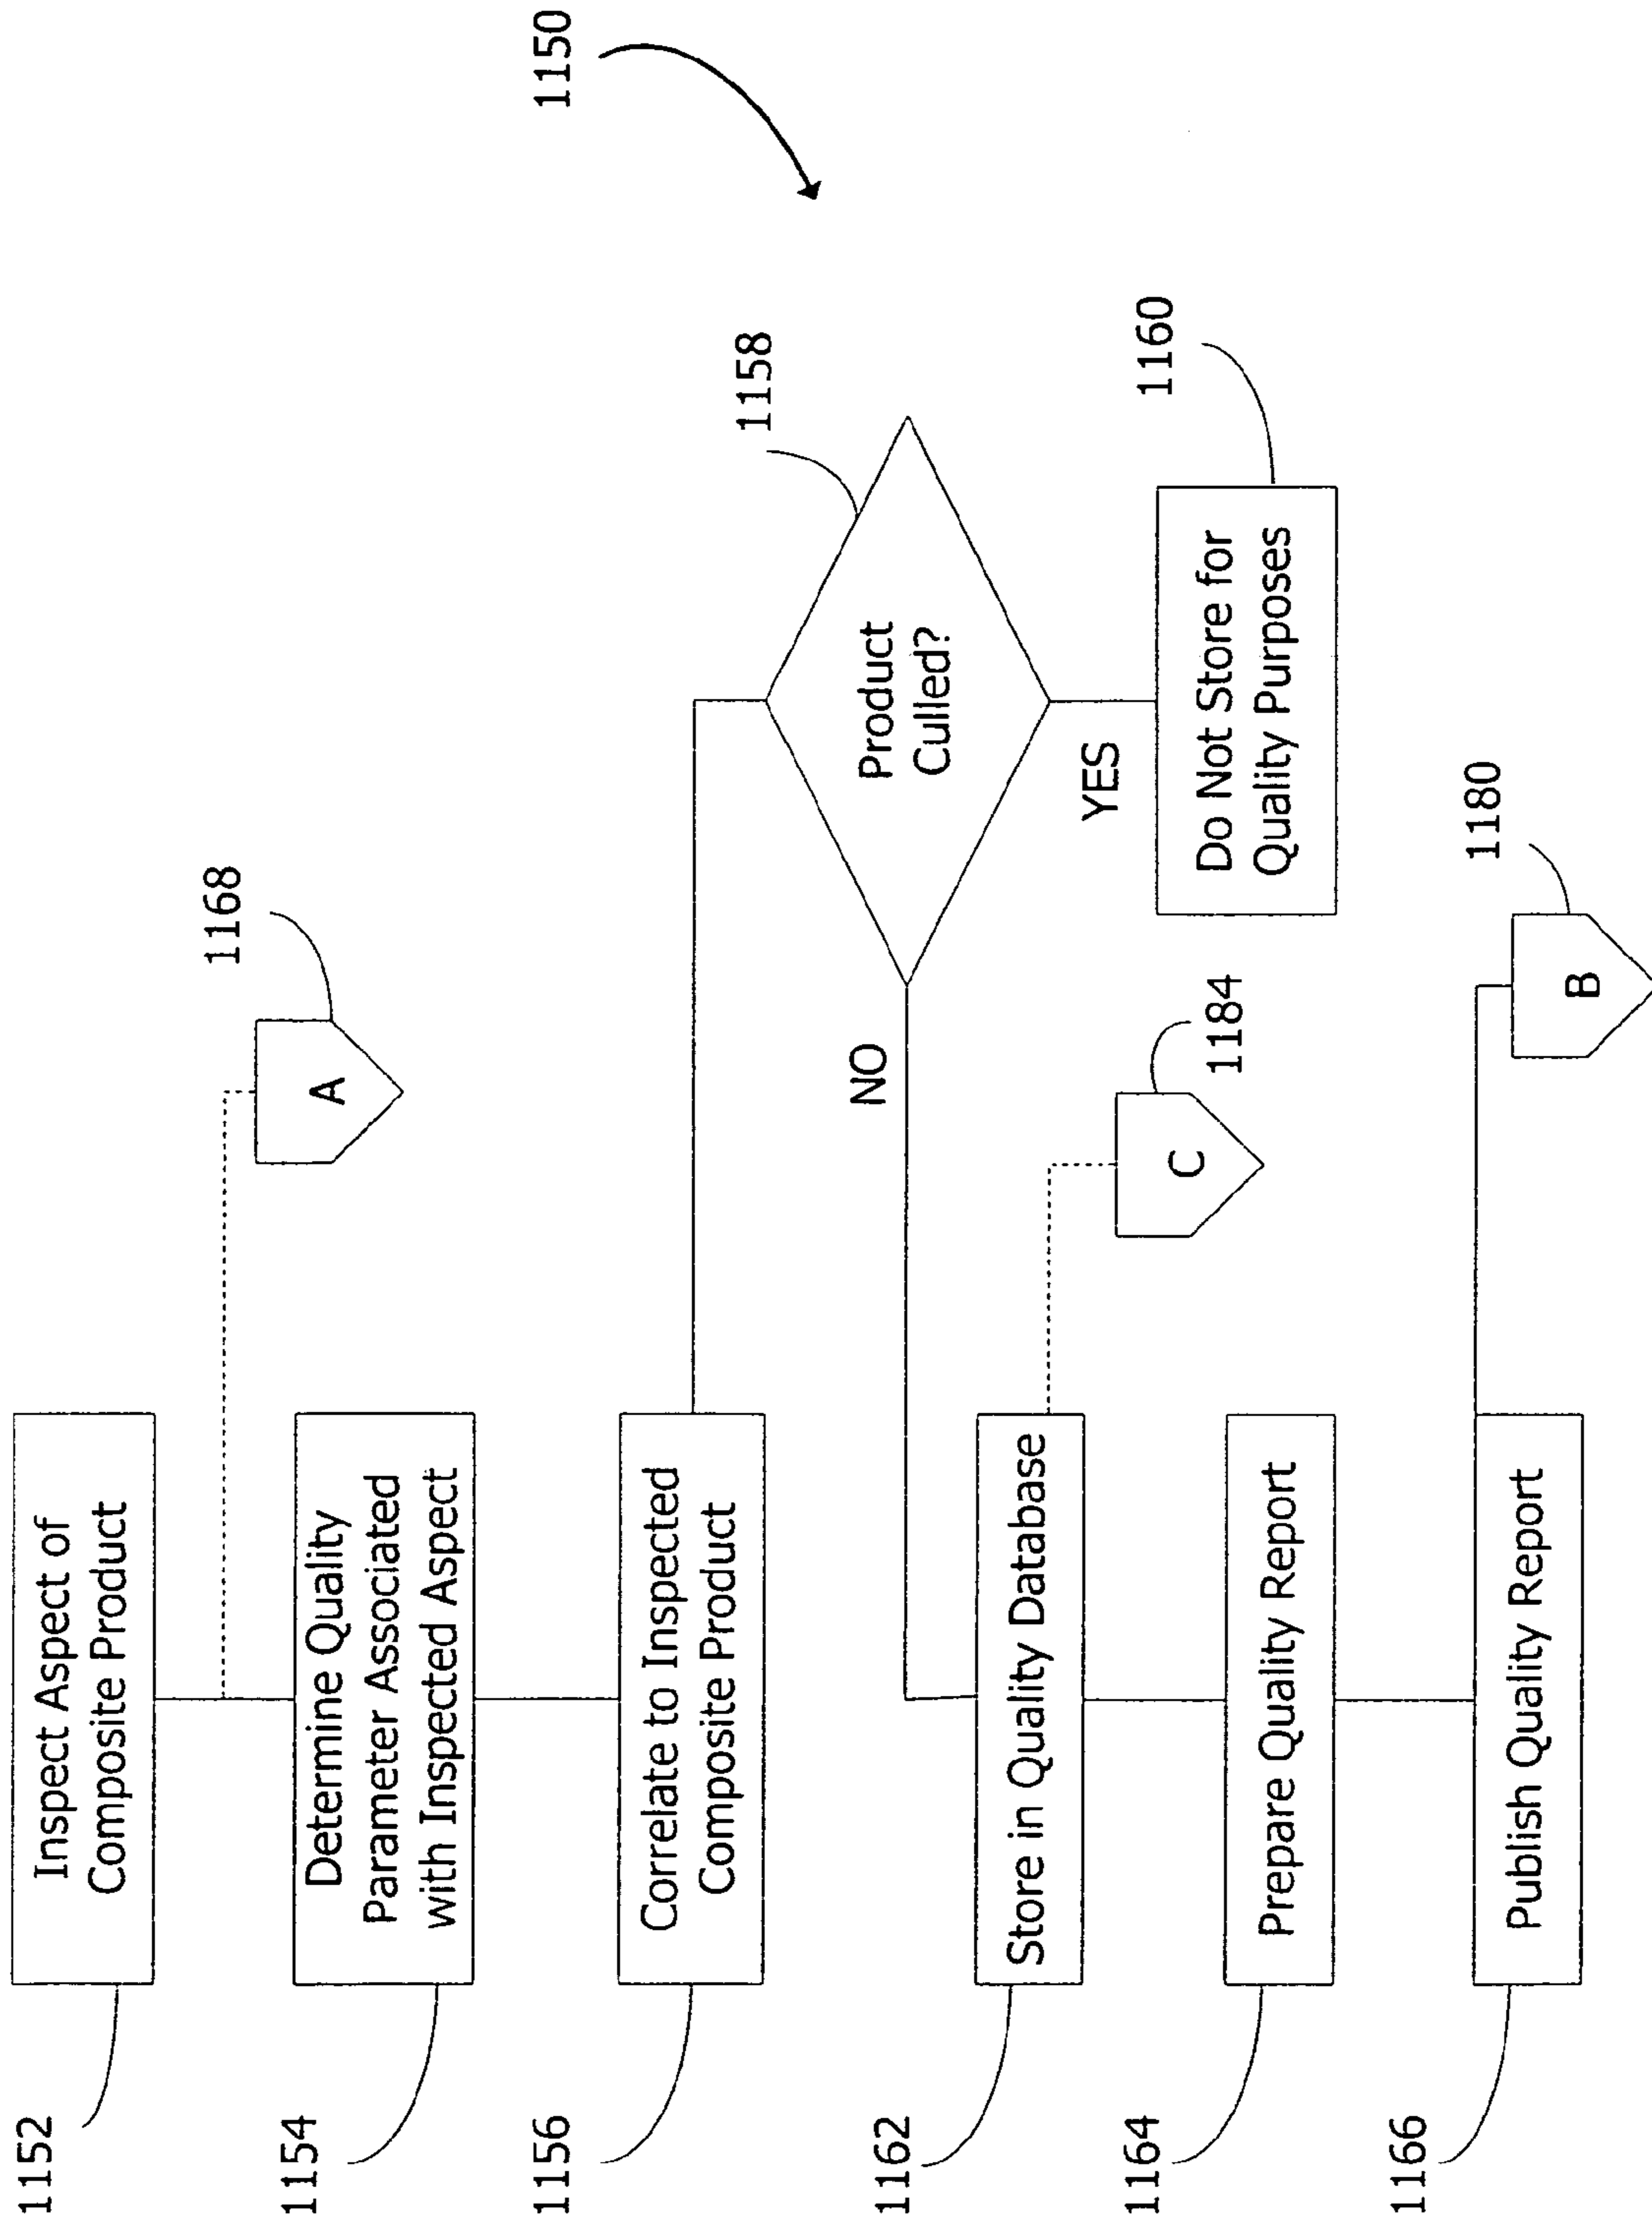 1150
1152
Inspect Aspect of
Composite Product
1168
A
1154
Determine Quality
Parameter Associated
with Inspected Aspect
1156
Correlate to Inspected
Composite Product
1158
Product
Culled?
NO
YES
1160
Do Not Store for
Quality Purposes
1162
Store in Quality Database
C
1184
1164
Prepare Quality Report
1166
Publish Quality Report
1180
B